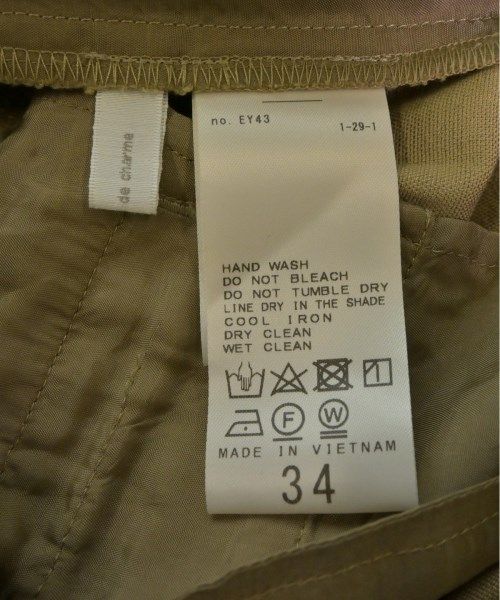 no. EY43
1-29-1
de charme
HAND WASH
DO NOT BLEACH
DO NOT TUMBLE DRY
LINE DRY IN THE SHADE
COOL IRON
DRY CLEAN
WET CLEAN
F W
MADE IN VIETNAM
34